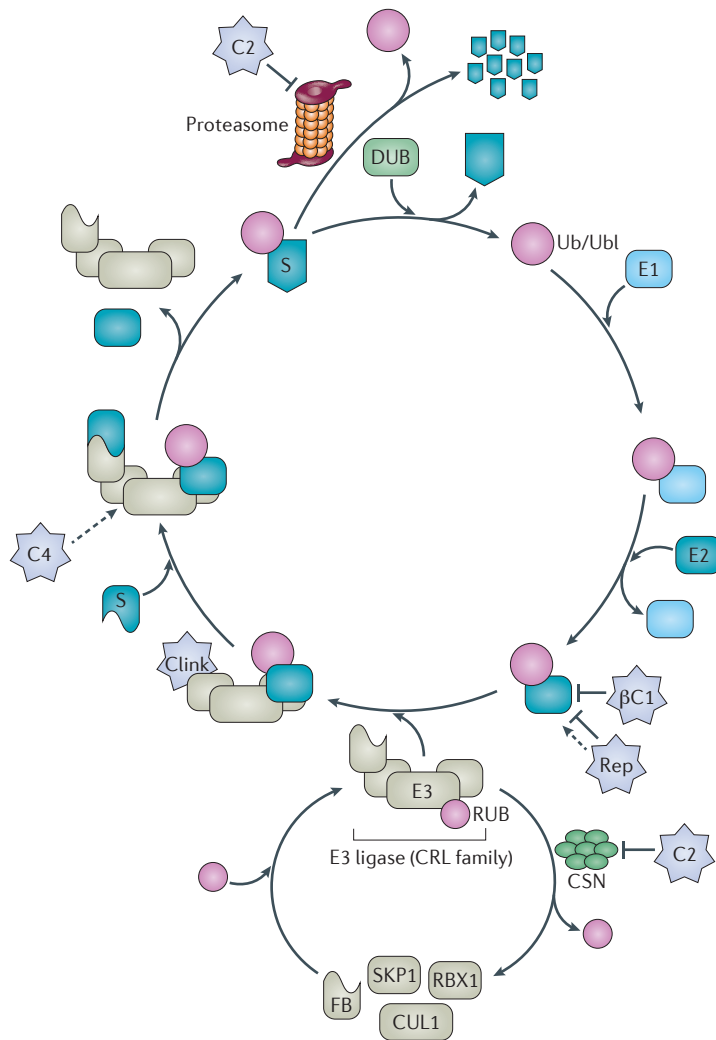 C2
Proteasome
DUB
S
Ub/Ubl
E1
E2
C4
S
Clink
βC1
Rep
E3
RUB
E3 ligase (CRL family)
CSN
C2
SKP1
RBX1
FB
CUL1